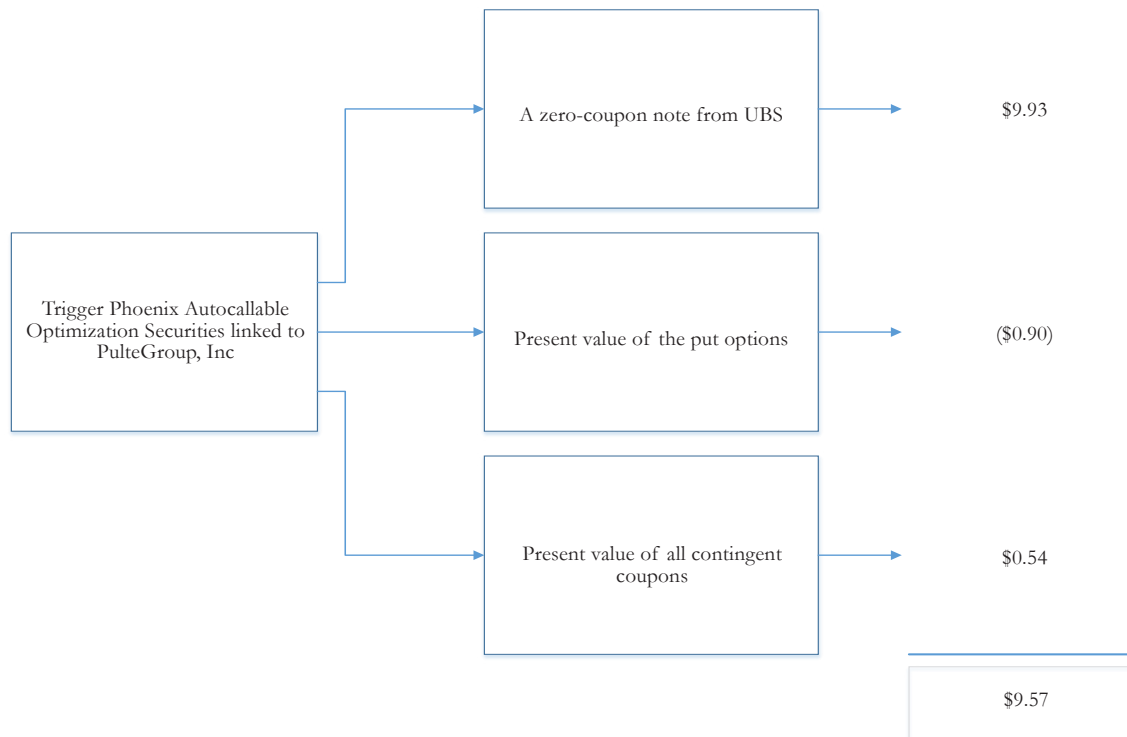 A zero-coupon note from UBS
$9.93
Trigger Phoenix Autocallable
Optimization Securities linked to
PulteGroup, Inc
Present value of the put options
($0.90)
Present value of all contingent
coupons
$0.54
$9.57